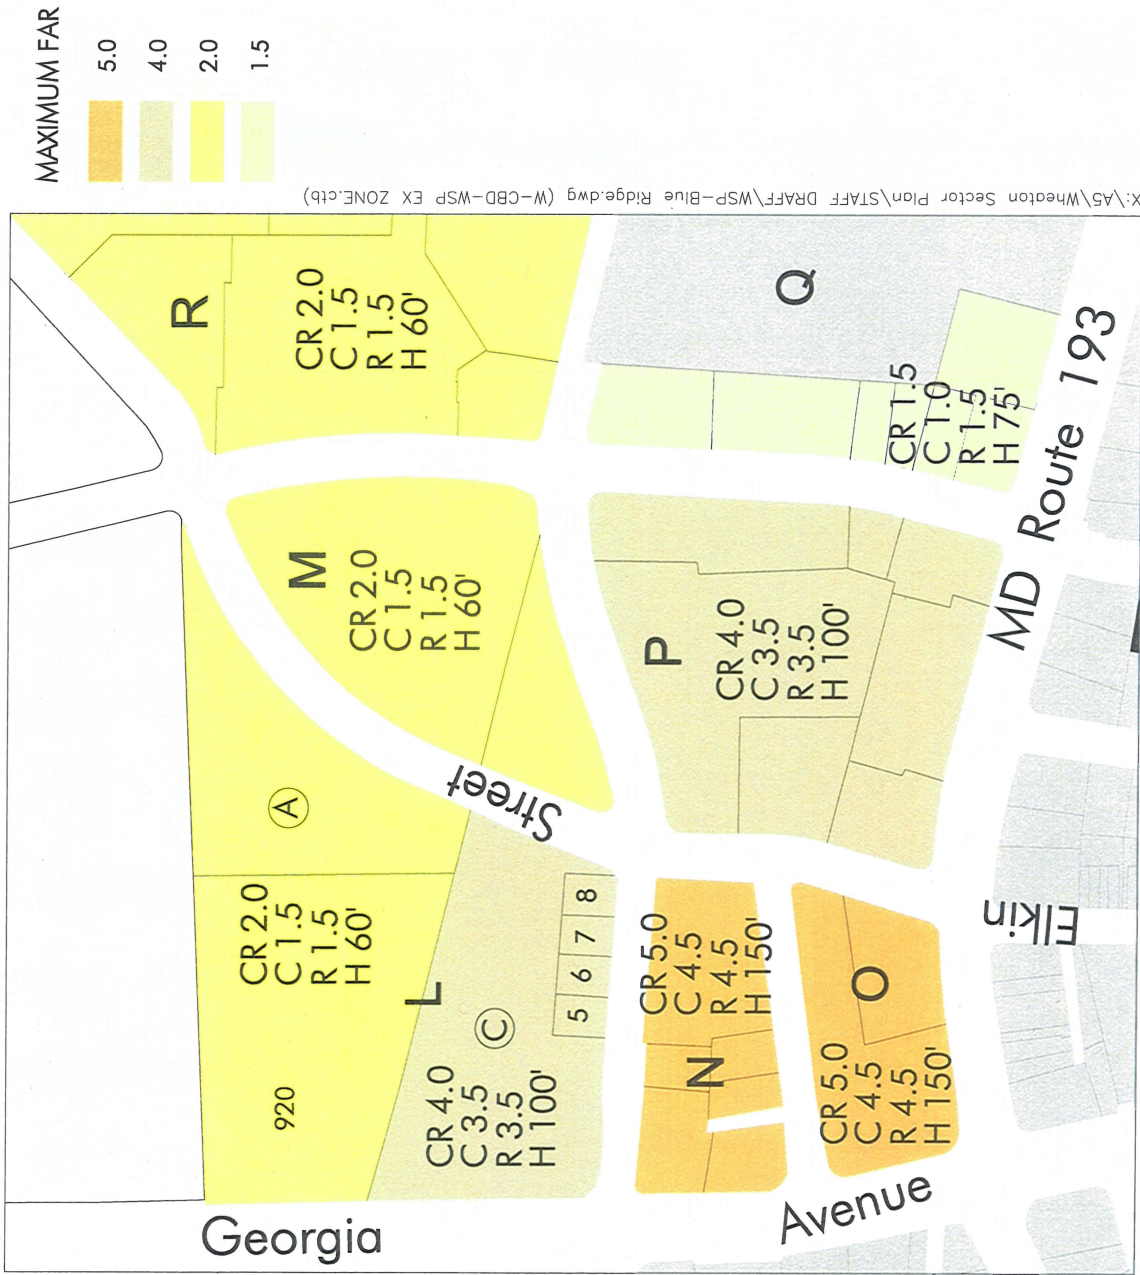 MAXIMUM FAR
5.0
4.0
2.0
1.5
X:\A5\Wheaton Sector Plan\STAFF DRAFF\WSP-Blue Ridge.dwg (W-CBD-WSP EX ZONE.ctb)
R
CR 2.0
C 1.5
R 1.5
H 60'
Q
CR 1.5
C 1.0
R 1.5
H 75'
MD Route 193
M
CR 2.0
C 1.5
R 1.5
H 60'
P
CR 4.0
C 3.5
R 3.5
H 100'
Street
A
CR 2.0
C 1.5
R 1.5
H 60'
L
920
C
5 6 7 8
CR 4.0
C 3.5
R 3.5
H 100'
CR 5.0
C 4.5
R 4.5
H 150'
N
O
CR 5.0
C 4.5
R 4.5
H 150'
Elkin
Georgia
Avenue